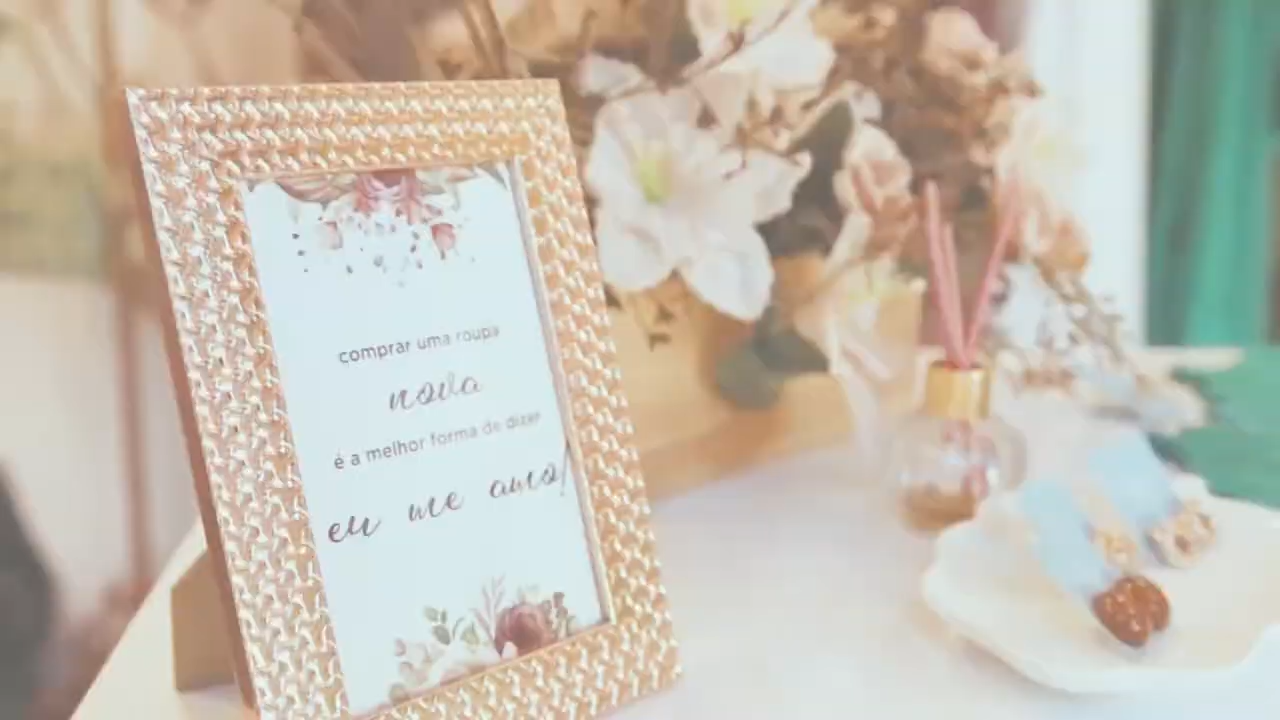 comprar uma roupa
nova
é a melhor forma de dizer
eu me amo!